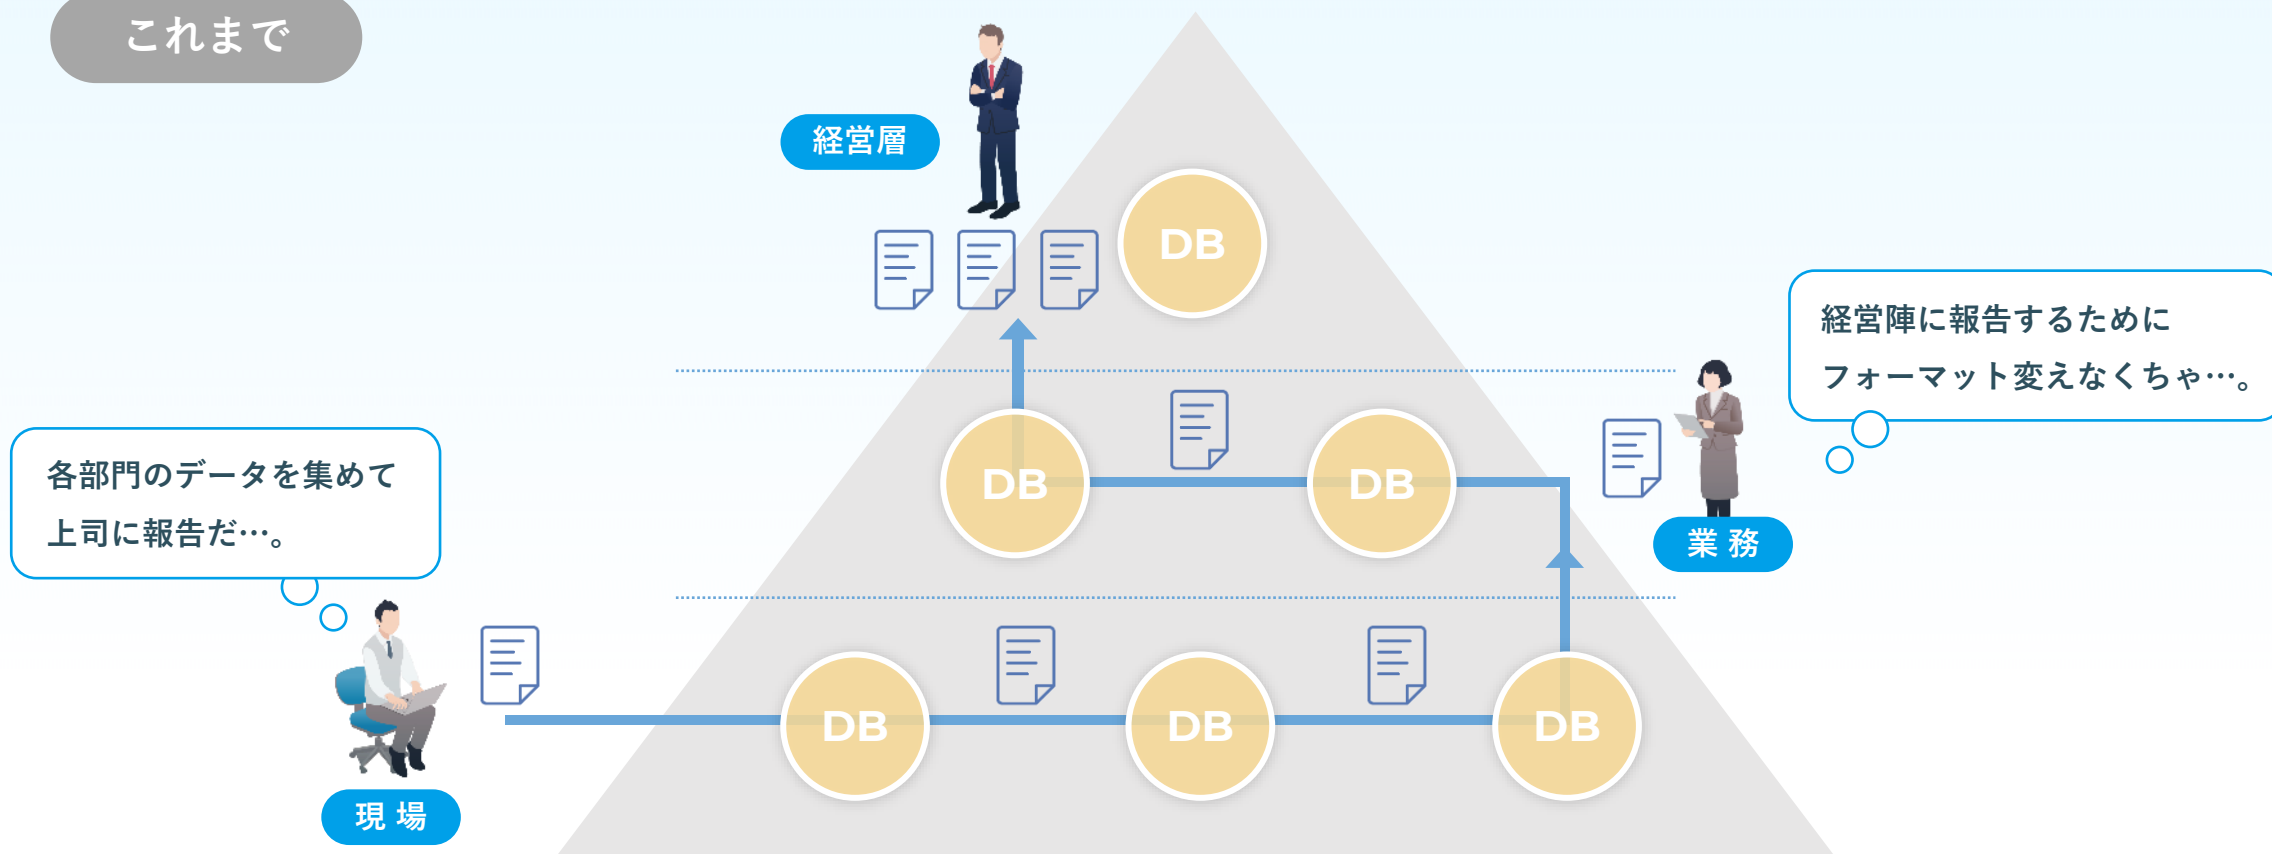 これまで
経営層
DB
経営陣に報告するために
フォーマット変えなくちゃ…。
DB
DB
業務
各部門のデータを集めて
上司に報告だ…。
DB
DB
DB
現場